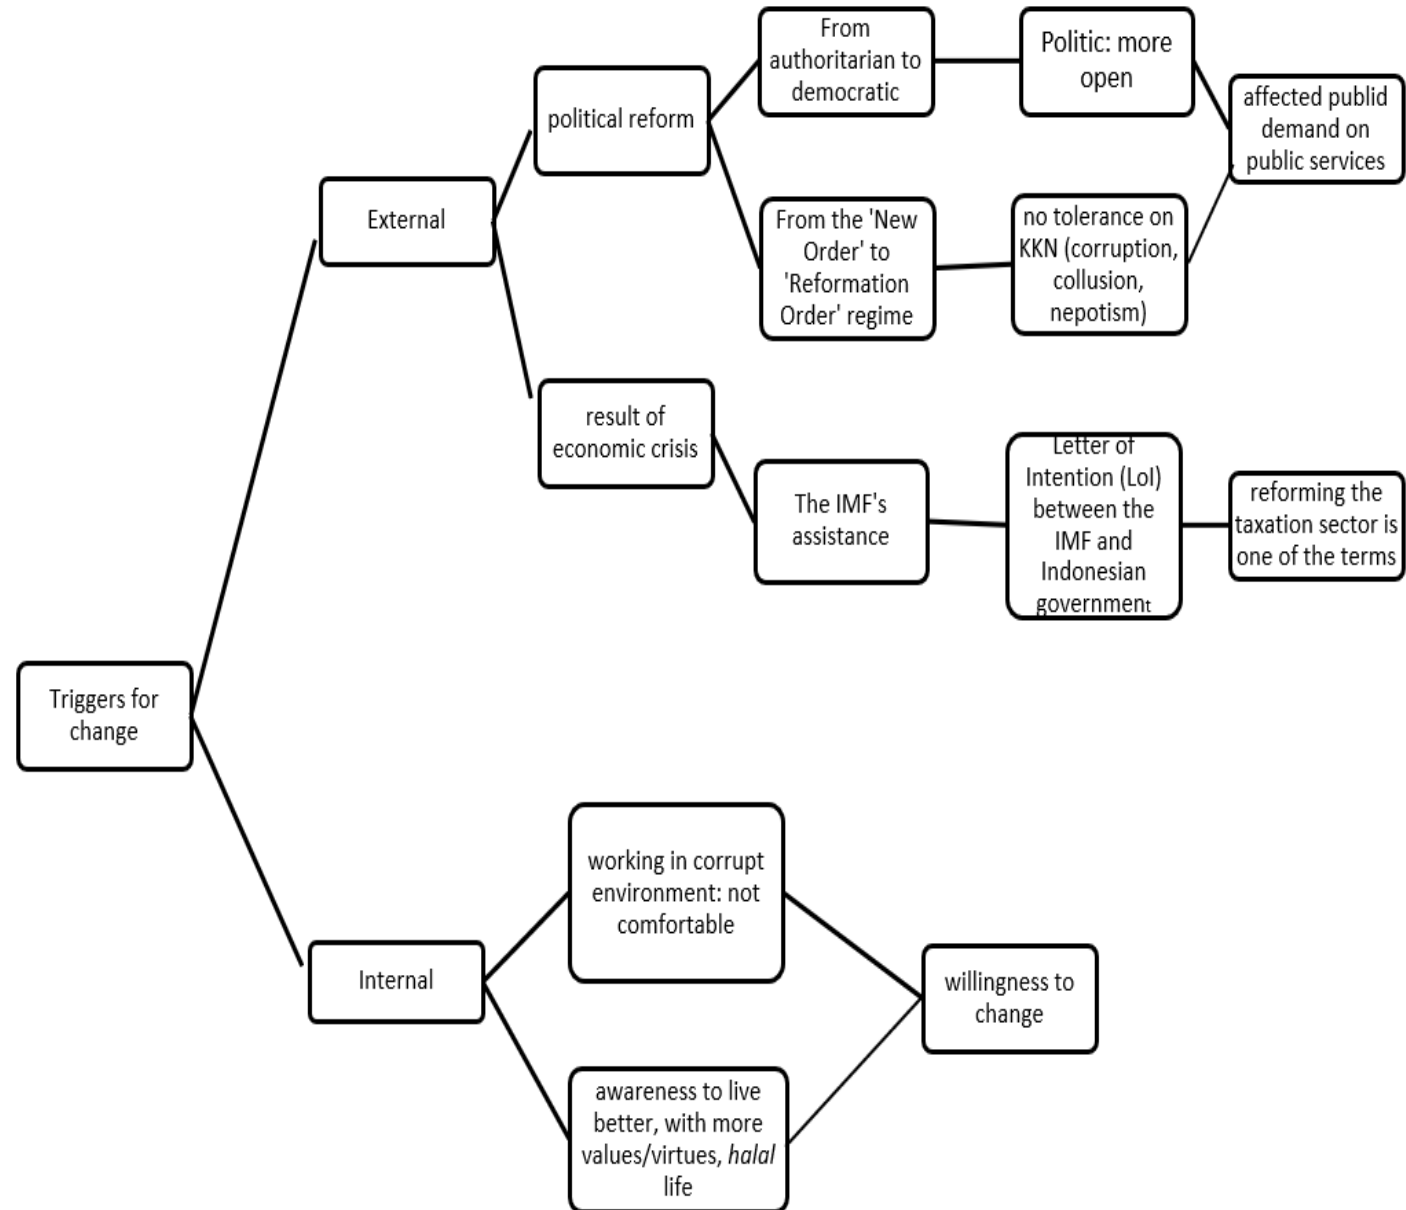 From
authoritarian to
democratic
Politic: more
open
affected publid
demand on
public services
political reform
External
From the 'New
Order' to
'Reformation
Order' regime
no tolerance on
KKN (corruption,
collusion,
nepotism)
result of
economic crisis
The IMF's
assistance
Letter of
Intention (LoI)
between the
IMF and
Indonesian
government
reforming the
taxation sector is
one of the terms
Triggers for
change
working in corrupt
environment: not
comfortable
Internal
willingness to
change
awareness to live
better, with more
values/virtues, halal
life